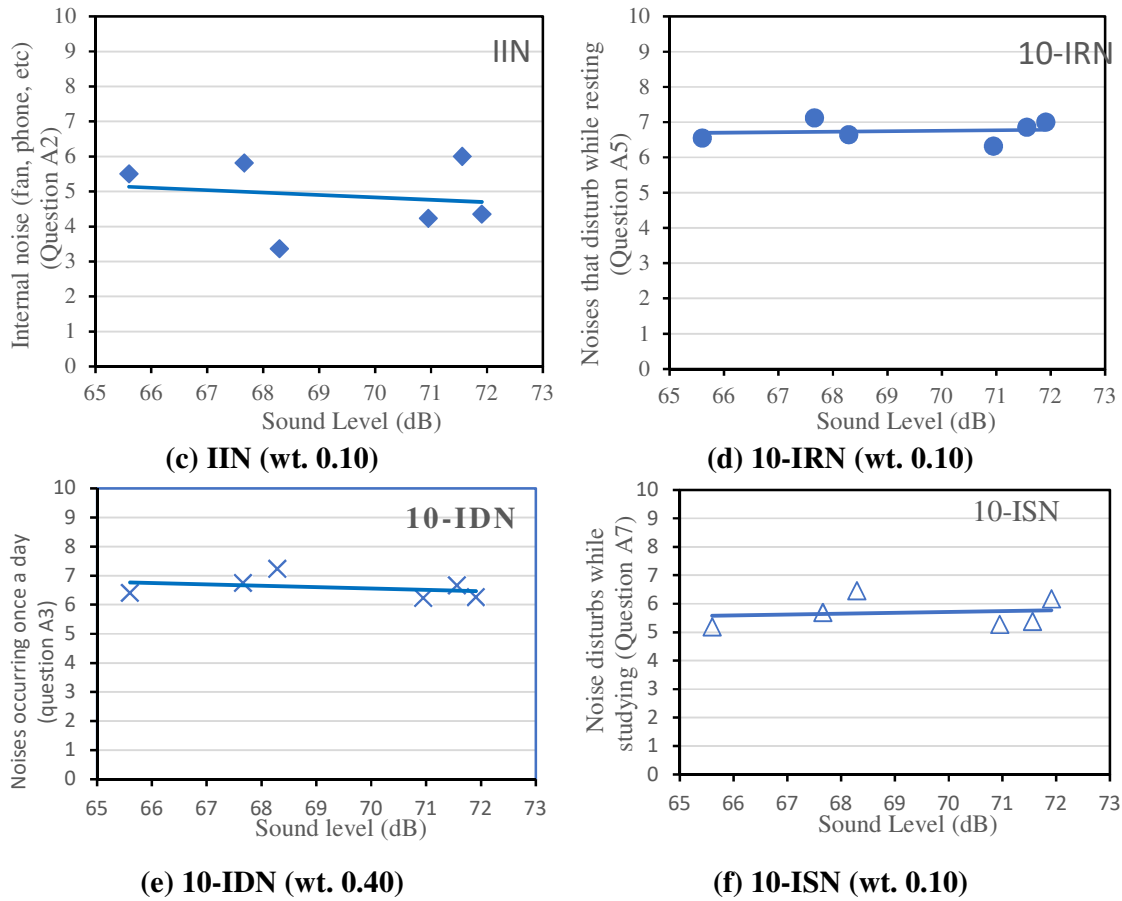 IIN
Internal noise (fan, phone, etc)
(Question A2)
10
9
8
7
6
5
4
3
2
1
0
65 66 67 68 69 70 71 72 73
Sound Level (dB)
(c) IIN (wt. 0.10)
10-IRN
Noises that disturb while resting
((Question A5)
10
9
8
7
6
5
4
3
2
1
0
65 66 67 68 69 70 71 72 73
Sound Level (dB)
(d) 10-IRN (wt. 0.10)
10-IDN
Noises occurring once a day
(question A3)
10
9
8
7
6
5
4
3
2
1
0
65 66 67 68 69 70 71 72 73
Sound level (dB)
(e) 10-IDN (wt. 0.40)
10-ISN
Noise disturbs while
studying ((Question A7)
10
9
8
7
6
5
4
3
2
1
0
65 66 67 68 69 70 71 72 73
Sound Level (dB)
(f) 10-ISN (wt. 0.10)